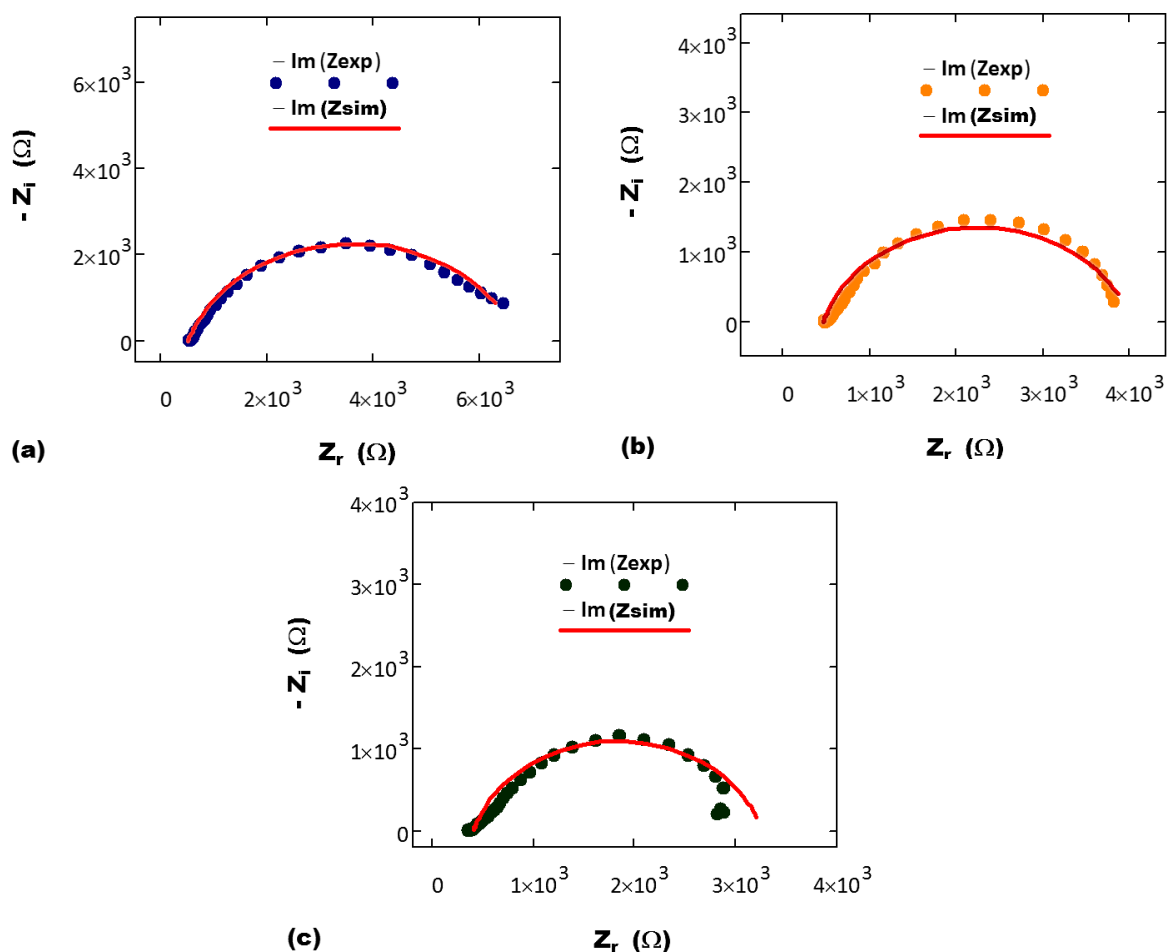 − Im (Zexp)
− Im (Zsim)
6×10³
4×10³
2×10³
0
- Zᵢ (Ω)
0 2×10³ 4×10³ 6×10³
(a) Zᵣ (Ω)
− Im (Zexp)
− Im (Zsim)
4×10³
3×10³
2×10³
1×10³
0
- Zᵢ (Ω)
0 1×10³ 2×10³ 3×10³ 4×10³
(b) Zᵣ (Ω)
− Im (Zexp)
− Im (Zsim)
4×10³
3×10³
2×10³
1×10³
0
- Zᵢ (Ω)
0 1×10³ 2×10³ 3×10³ 4×10³
(c) Zᵣ (Ω)